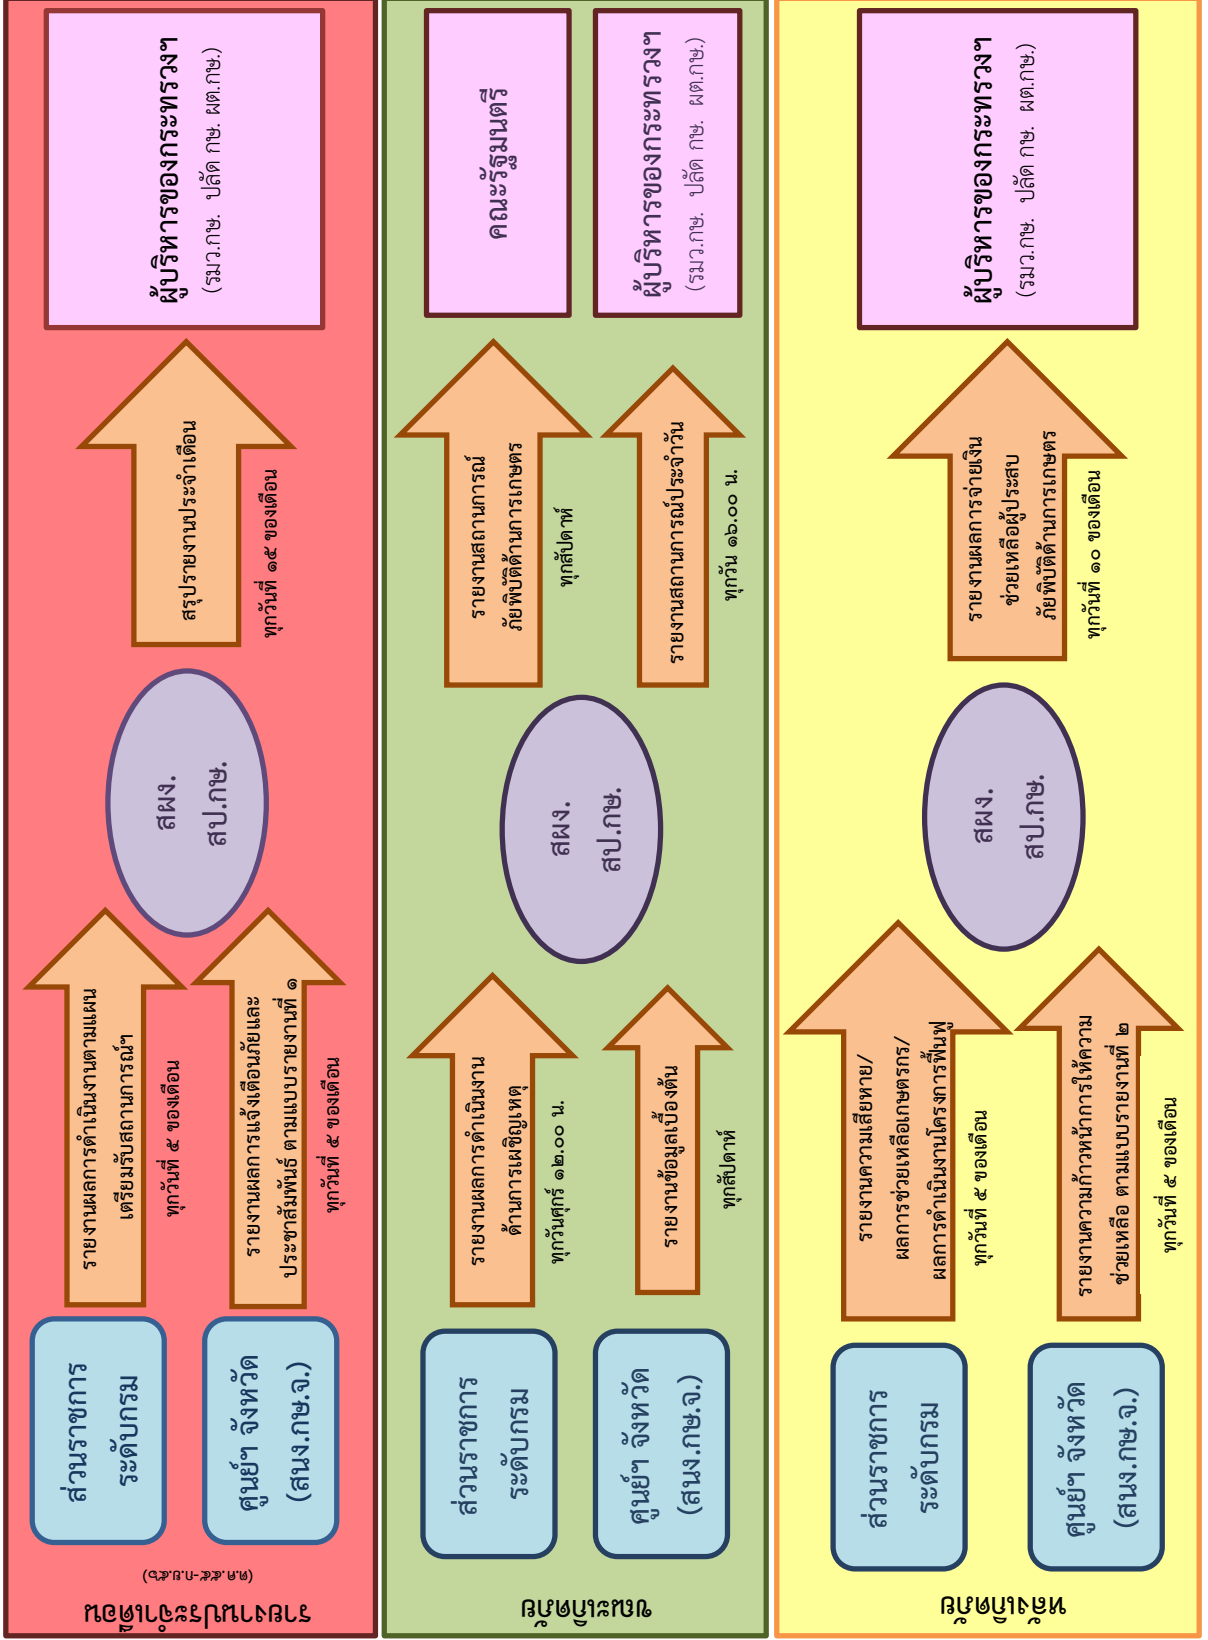 รายงานประจำเดือน
(ต.ค.๕๕-ก.ย.๕๖)
ส่วนราชการ
ระดับกรม
ศูนย์ฯ จังหวัด
(สนง.กษ.จ.)
รายงานผลการดำเนินงานตามแผน
เตรียมรับสถานการณ์ฯ
ทุกวันที่ ๕ ของเดือน
รายงานผลการแจ้งเตือนภัยและ
ประชาสัมพันธ์ ตามแบบรายงานที่ ๑
ทุกวันที่ ๕ ของเดือน
สผง.
สป.กษ.
สรุปรายงานประจำเดือน
ทุกวันที่ ๑๕ ของเดือน
ผู้บริหารของกระทรวงฯ
(รมว.กษ. ปลัด กษ. ผต.กษ.)
ขณะเกิดภัย
ส่วนราชการ
ระดับกรม
ศูนย์ฯ จังหวัด
(สนง.กษ.จ.)
รายงานผลการดำเนินงาน
ด้านการเผชิญเหตุ
ทุกวันศุกร์ ๑๒.๐๐ น.
รายงานข้อมูลเบื้องต้น
ทุกสัปดาห์
สผง.
สป.กษ.
รายงานสถานการณ์
ภัยพิบัติด้านการเกษตร
ทุกสัปดาห์
รายงานสถานการณ์ประจำวัน
ทุกวัน ๑๖.๐๐ น.
คณะรัฐมนตรี
ผู้บริหารของกระทรวงฯ
(รมว.กษ. ปลัด กษ. ผต.กษ.)
หลังเกิดภัย
ส่วนราชการ
ระดับกรม
ศูนย์ฯ จังหวัด
(สนง.กษ.จ.)
รายงานความเสียหาย/
ผลการช่วยเหลือเกษตรกร/
ผลการดำเนินงานโครงการฟื้นฟู
ทุกวันที่ ๕ ของเดือน
รายงานความก้าวหน้าการให้ความ
ช่วยเหลือ ตามแบบรายงานที่ ๒
ทุกวันที่ ๕ ของเดือน
สผง.
สป.กษ.
รายงานผลการจ่ายเงิน
ช่วยเหลือผู้ประสบ
ภัยพิบัติด้านการเกษตร
ทุกวันที่ ๑๐ ของเดือน
ผู้บริหารของกระทรวงฯ
(รมว.กษ. ปลัด กษ. ผต.กษ.)